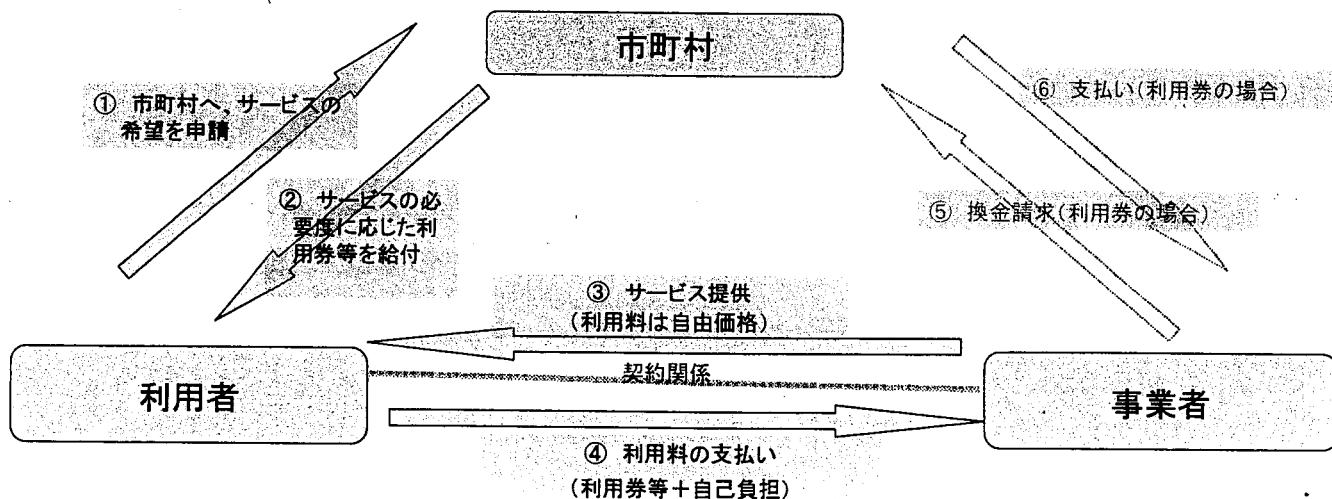 市町村
① 市町村へ、サービスの
希望を申請
⑥ 支払い(利用券の場合)
② サービスの必
要度に応じた利
用券等を給付
⑤ 換金請求(利用券の場合)
③ サービス提供
(利用料は自由価格)
契約関係
利用者
事業者
④ 利用料の支払い
(利用券等+自己負担)